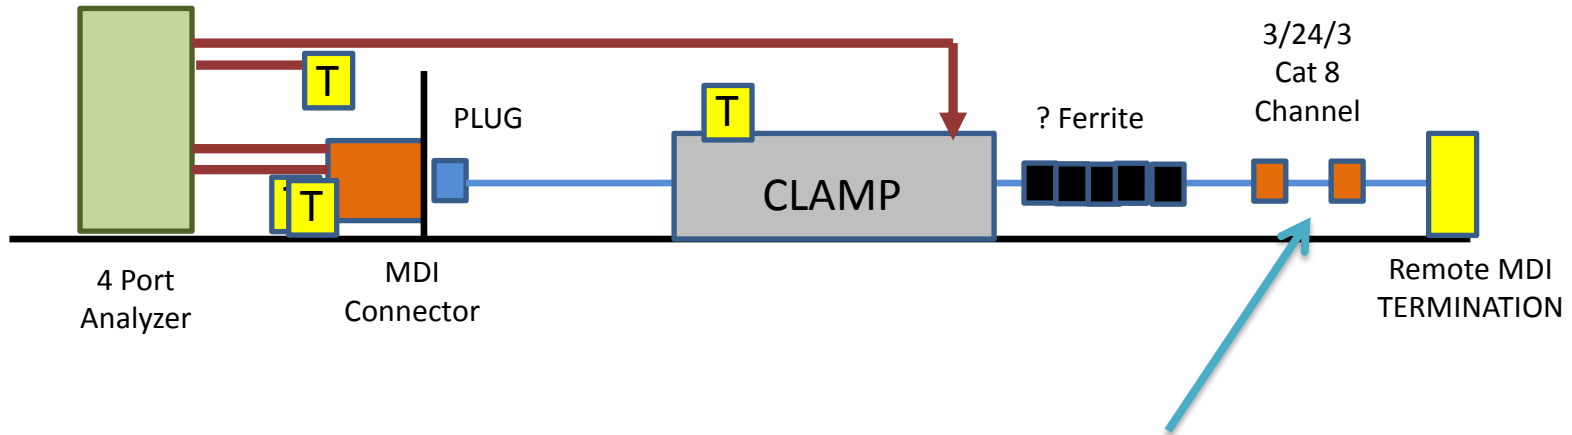 3/24/3
Cat 8
Channel
T
PLUG
T
? Ferrite
T
T
CLAMP
4 Port
Analyzer
MDI
Connector
Remote MDI
TERMINATION